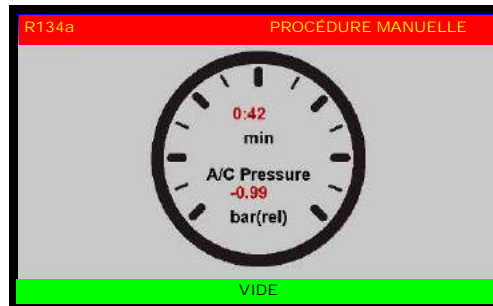 R134a PROCÉDURE MANUELLE
0:42
min
A/C Pressure
-0.99
bar(rel)
VIDE